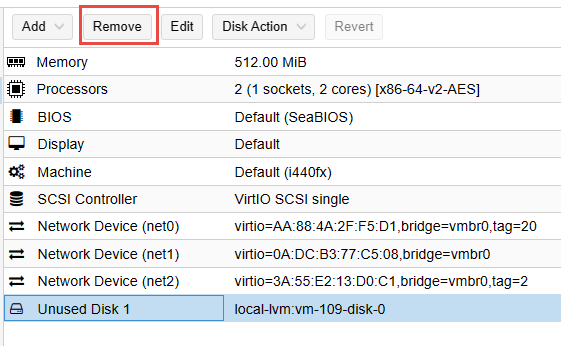 Add Remove Edit Disk Action Revert
Memory 512.00 MiB
Processors 2 (1 sockets, 2 cores) [x86-64-v2-AES]
BIOS Default (SeaBIOS)
Display Default
Machine Default (i440fx)
SCSI Controller VirtIO SCSI single
Network Device (net0) virtio=AA:88:4A:2F:F5:D1,bridge=vmbr0,tag=20
Network Device (net1) virtio=0A:DC:B3:77:C5:08,bridge=vmbr0
Network Device (net2) virtio=3A:55:E2:13:D0:C1,bridge=vmbr0,tag=2
Unused Disk 1 local-lvm:vm-109-disk-0